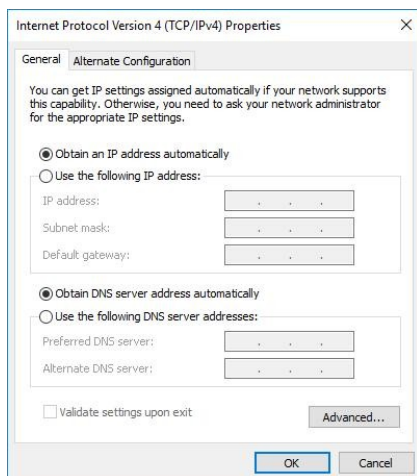 Internet Protocol Version 4 (TCP/IPv4) Properties
General
Alternate Configuration
You can get IP settings assigned automatically if your network supports
this capability. Otherwise, you need to ask your network administrator
for the appropriate IP settings.
Obtain an IP address automatically
Use the following IP address:
IP address:
Subnet mask:
Default gateway:
Obtain DNS server address automatically
Use the following DNS server addresses:
Preferred DNS server:
Alternate DNS server:
Validate settings upon exit
Advanced...
OK
Cancel